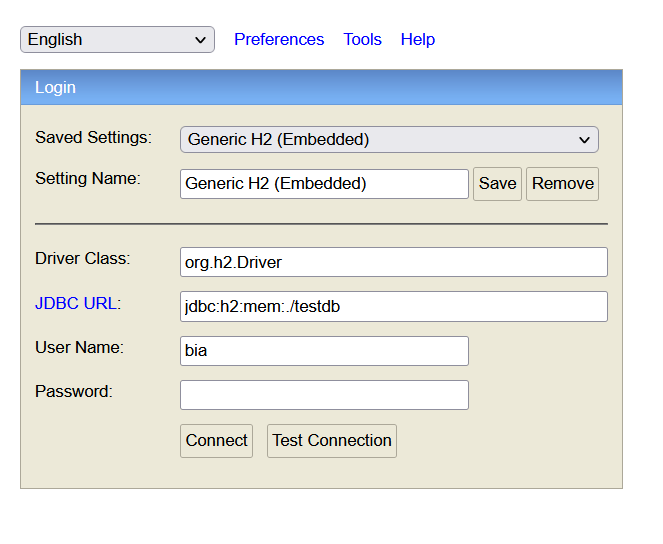 English Preferences Tools Help
Login
Saved Settings: Generic H2 (Embedded)
Setting Name: Generic H2 (Embedded) Save Remove
Driver Class: org.h2.Driver
JDBC URL: jdbc:h2:mem:./testdb
User Name: bia
Password:
Connect Test Connection